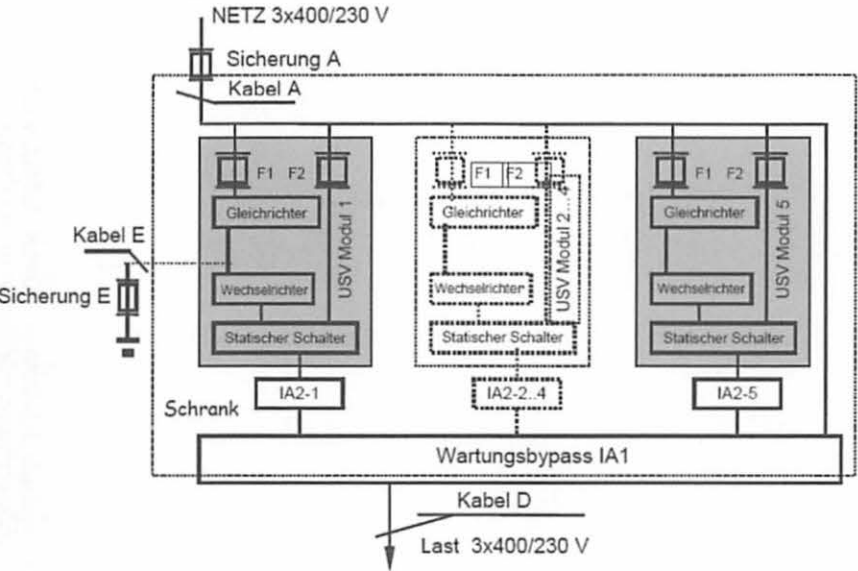 NETZ 3x400/230 V
Sicherung A
Kabel A
F1 F2
F1 F2
F1 F2
Gleichrichter
Gleichrichter
Gleichrichter
USV Modul 1
USV Modul 2...4
USV Modul 5
Kabel E
Sicherung E
Wechselrichter
Wechselrichter
Wechselrichter
Statischer Schalter
Statischer Schalter
Statischer Schalter
IA2-1
IA2-2..4
IA2-5
Schrank
Wartungsbypass IA1
Kabel D
Last 3x400/230 V